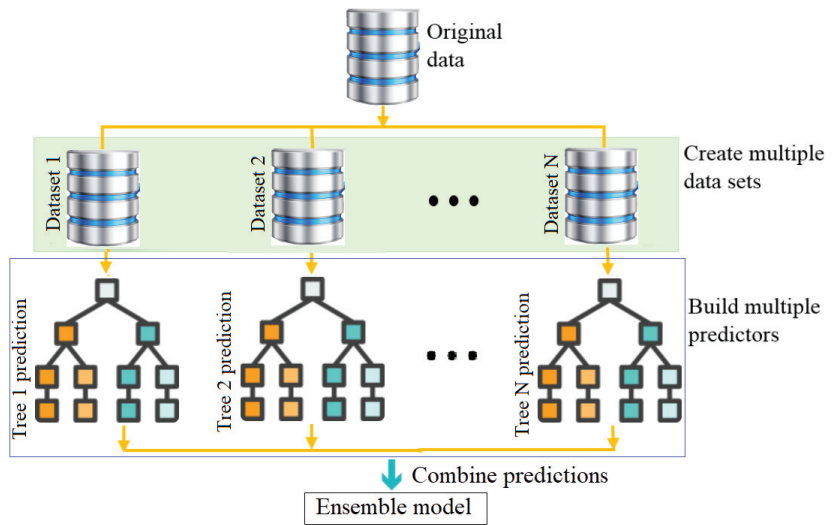 Original
data
Dataset 1
Dataset 2
Dataset N
Create multiple
data sets
Tree 1 prediction
Tree 2 prediction
Tree N prediction
Build multiple
predictors
Combine predictions
Ensemble model